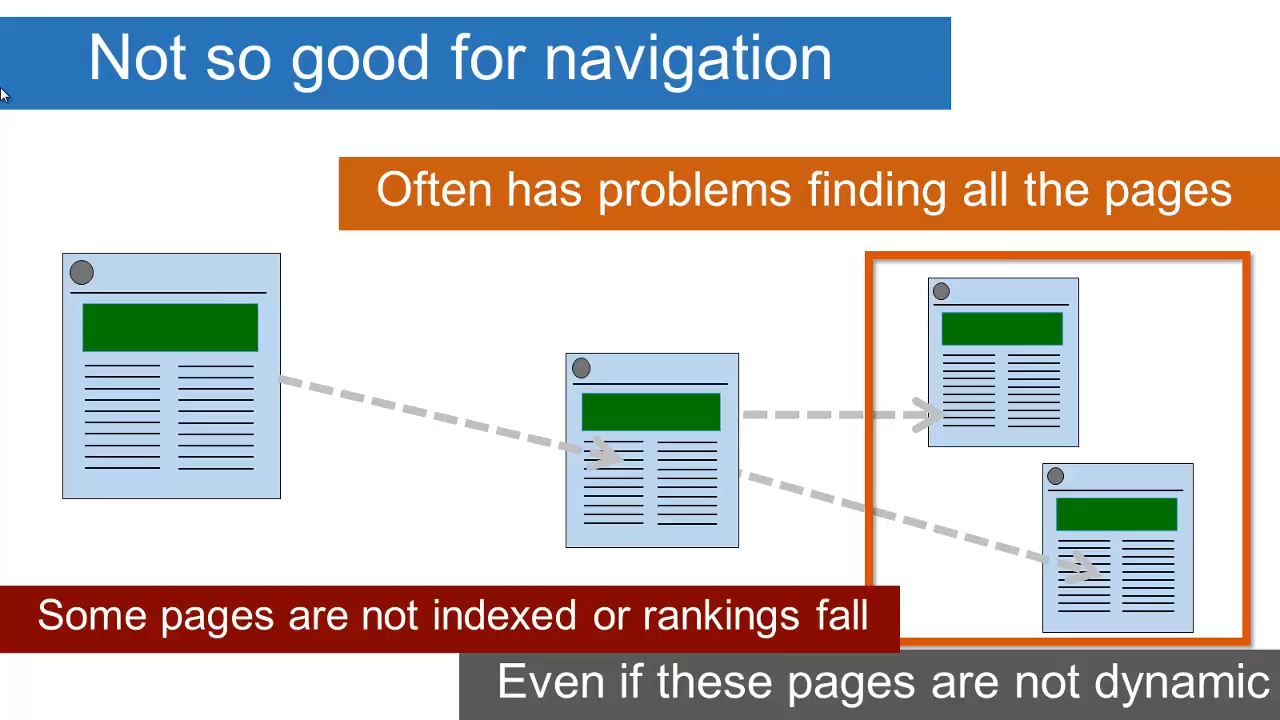 Not so good for navigation
Often has problems finding all the pages
Some pages are not indexed or rankings fall
Even if these pages are not dynamic